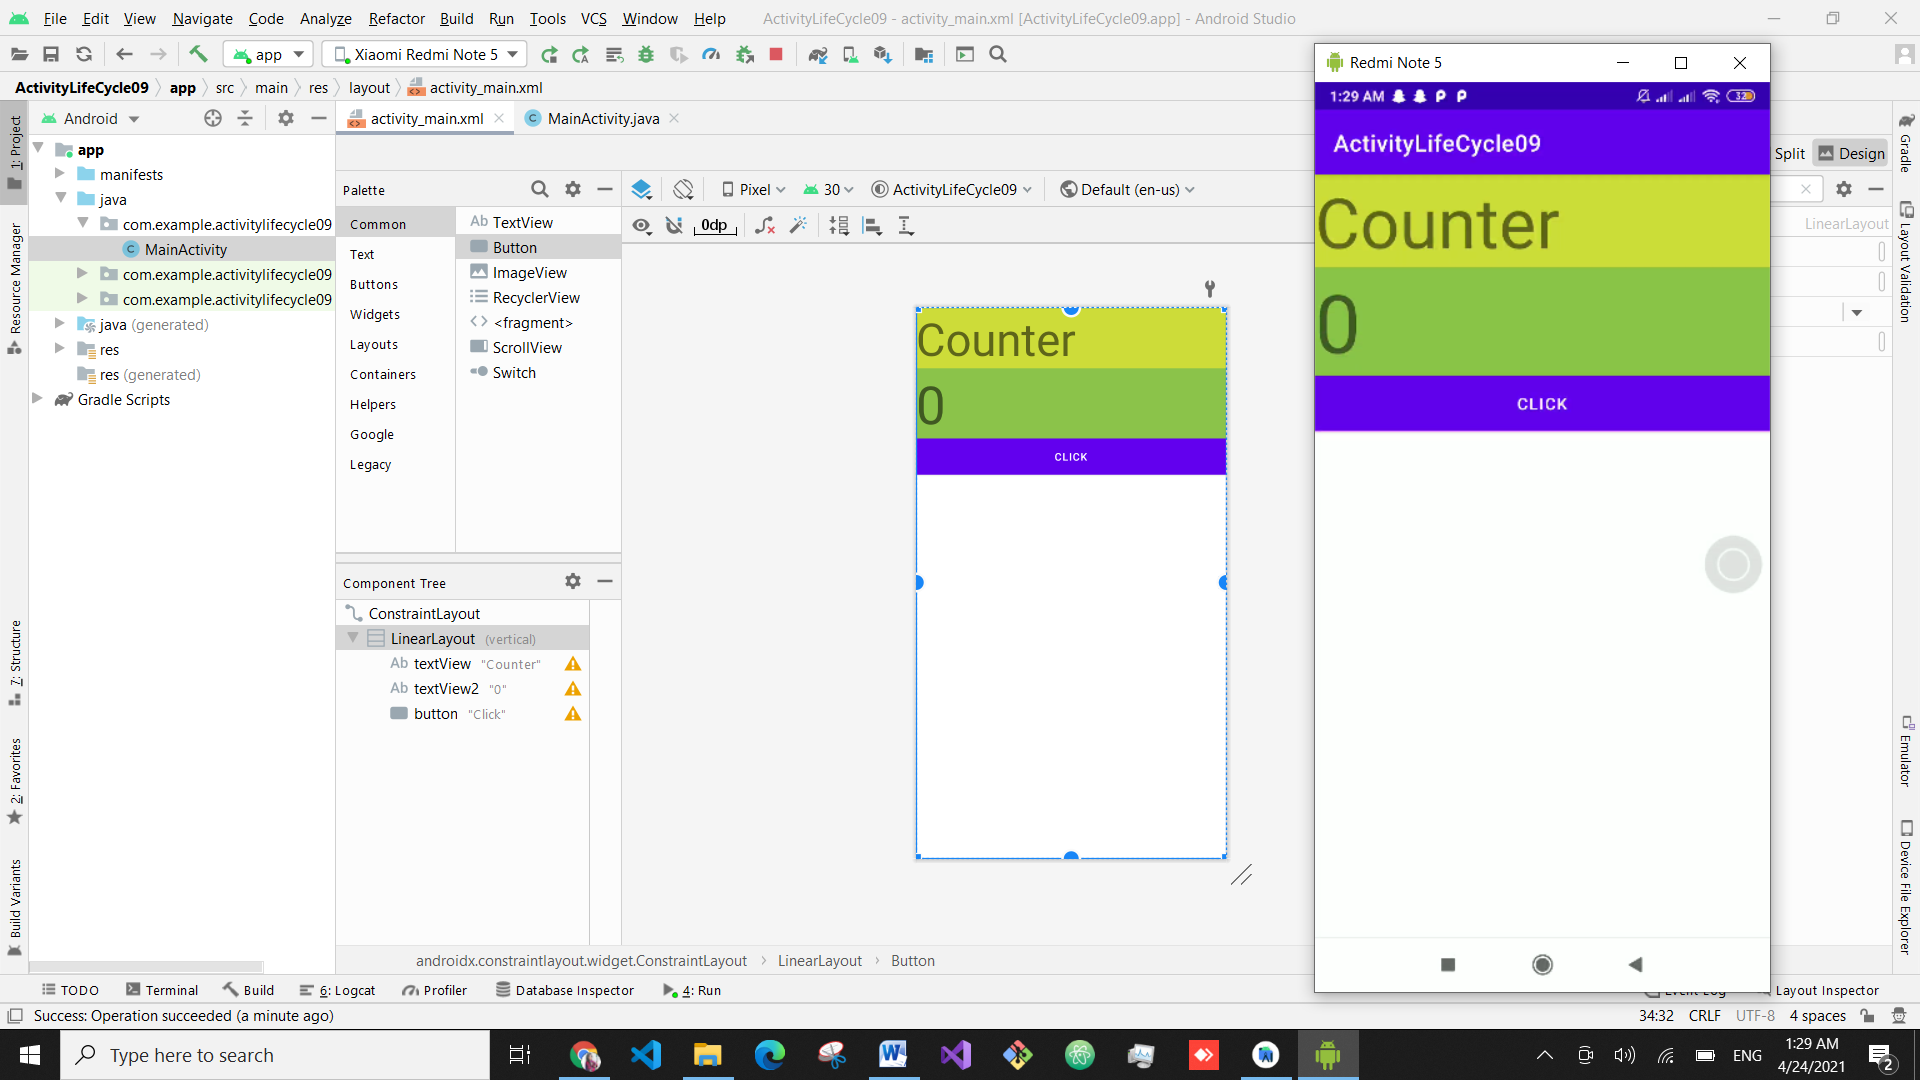 File Edit View Navigate Code Analyze Refactor Build Run Tools VCS Window Help ActivityLifeCycle09 - activity_main.xml [ActivityLifeCycle09.app] - Android Studio
app Xiaomi Redmi Note 5
ActivityLifeCycle09 app src main res layout activity_main.xml
Android
activity_main.xml MainActivity.java
1: Project
Resource Manager
7: Structure
2: Favorites
Build Variants
app
manifests
java
com.example.activitylifecycle09
MainActivity
com.example.activitylifecycle09
com.example.activitylifecycle09
java (generated)
res
res (generated)
Gradle Scripts
Palette
Common
Text
Buttons
Widgets
Layouts
Containers
Helpers
Google
Legacy
Ab TextView
Button
ImageView
RecyclerView
<fragment>
ScrollView
Switch
Component Tree
ConstraintLayout
LinearLayout (vertical)
Ab textView "Counter"
Ab textView2 "0"
button "Click"
Pixel 30 ActivityLifeCycle09 Default (en-us)
0dp
Counter
0
CLICK
Redmi Note 5
1:29 AM 32
ActivityLifeCycle09
Counter
0
CLICK
Split Design
LinearLayout
Gradle
Layout Validation
Emulator
Device File Explorer
androidx.constraintlayout.widget.ConstraintLayout LinearLayout Button
TODO Terminal Build 6: Logcat Profiler Database Inspector 4: Run Event Log Layout Inspector
Success: Operation succeeded (a minute ago) 34:32 CRLF UTF-8 4 spaces
Type here to search
ENG
1:29 AM
4/24/2021
2